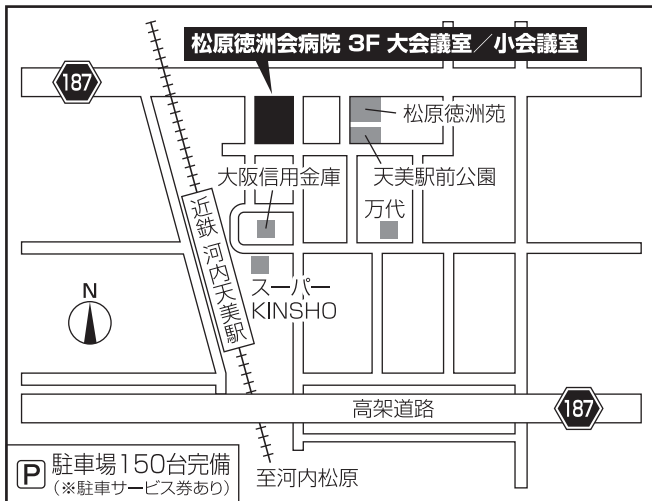 松原徳洲会病院 3F 大会議室／小会議室
187
松原徳洲苑
大阪信用金庫
天美駅前公園
万代
近鉄 河内天美駅
スーパー
KINSHO
N
高架道路
187
P 駐車場150台完備
（※駐車サービス券あり）
至河内松原